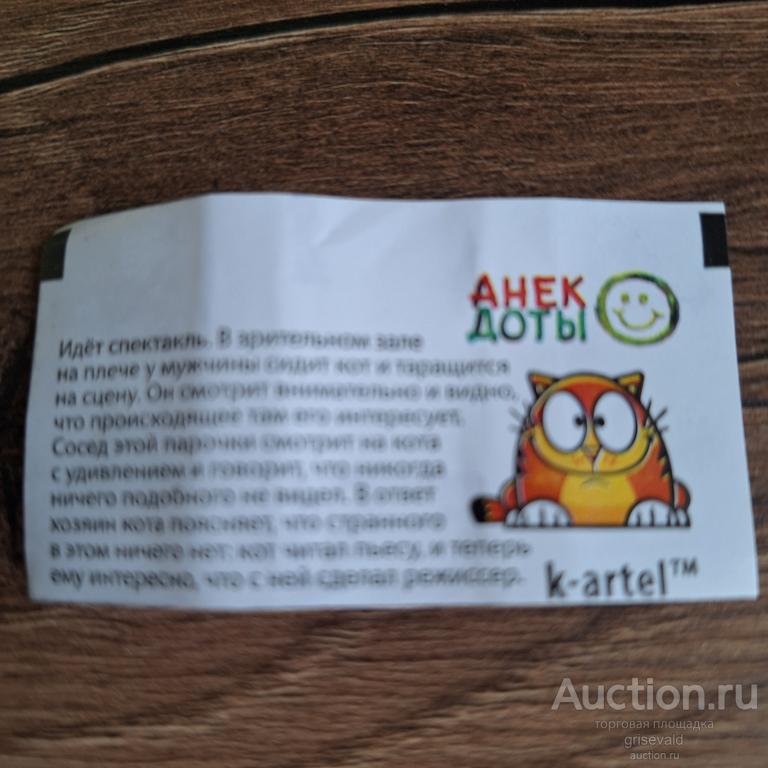 АНЕК
ДОТЫ
Идёт спектакль. В зрительном зале
на плече у мужчины сидит кот и таращится
на сцену. Он смотрит внимательно и видно,
что происходящее там его интересует.
Сосед этой парочки смотрит на кота
с удивлением и говорит, что никогда
ничего подобного не видел. В ответ
хозяин кота поясняет, что странного
в этом ничего нет: кот читал пьесу, и теперь
ему интересно, что с ней сделал режиссер.
k-artel™
Auction.ru
торговая площадка
grisevald
auction.ru